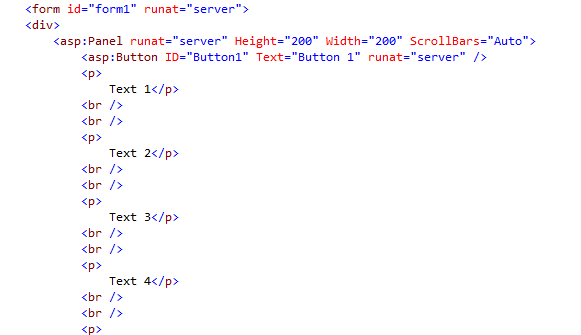 <form id="form1" runat="server">
<div>
<asp:Panel runat="server" Height="200" Width="200" ScrollBars="Auto">
<asp:Button ID="Button1" Text="Button 1" runat="server" />
<p>
Text 1</p>
<br />
<br />
<p>
Text 2</p>
<br />
<br />
<p>
Text 3</p>
<br />
<br />
<p>
Text 4</p>
<br />
<br />
<p>